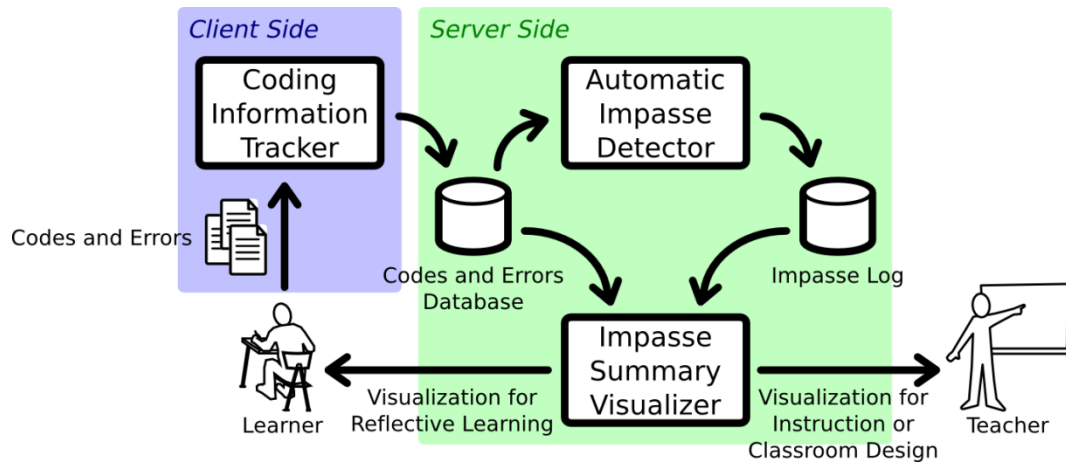 Client Side
Server Side
Coding
Information
Tracker
Automatic
Impasse
Detector
Codes and Errors
Codes and Errors
Database
Impasse Log
Impasse
Summary
Visualizer
Visualization for
Reflective Learning
Visualization for
Instruction or
Classroom Design
Learner
Teacher